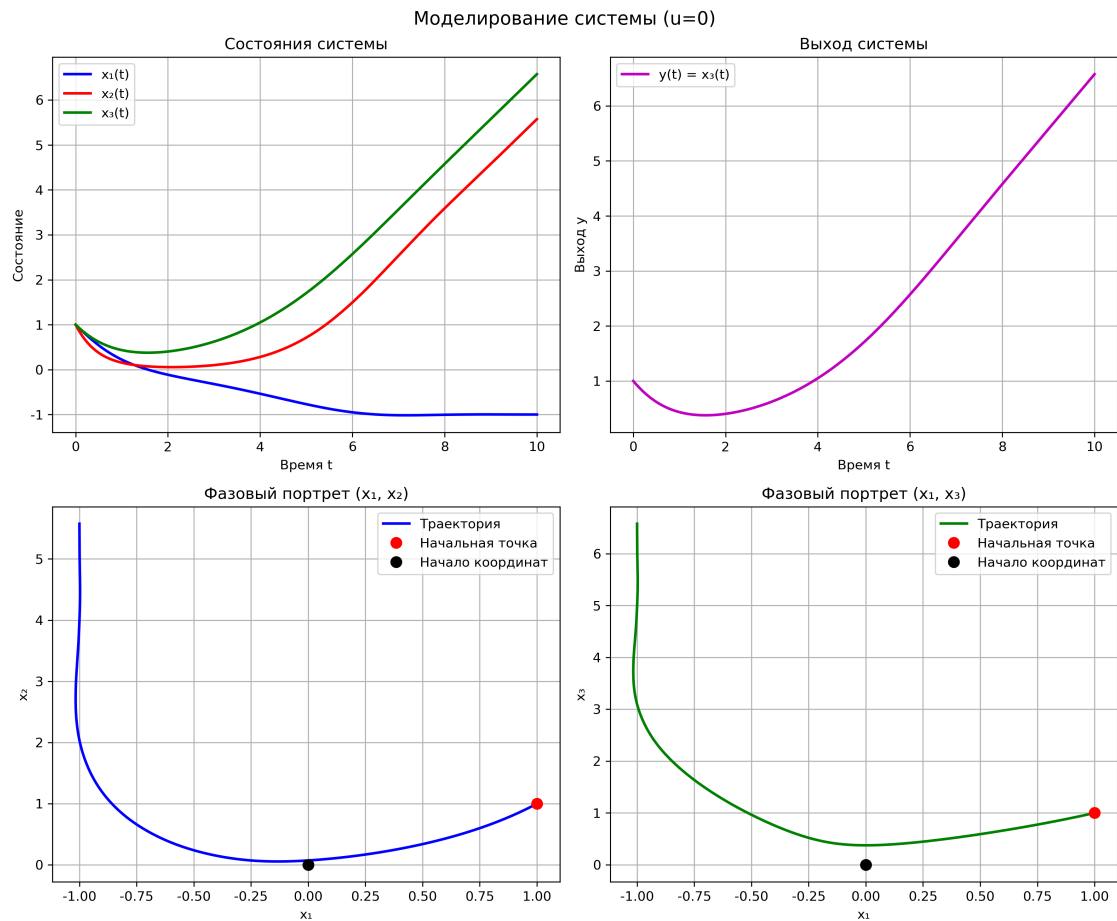 Моделирование системы (u=0)
Состояния системы
x₁(t)
x₂(t)
x₃(t)
Состояние
6
5
4
3
2
1
0
-1
0 2 4 6 8 10
Время t
Выход системы
y(t) = x₃(t)
Выход y
6
5
4
3
2
1
0 2 4 6 8 10
Время t
Фазовый портрет (x₁, x₂)
Траектория
Начальная точка
Начало координат
x₂
5
4
3
2
1
0
-1.00 -0.75 -0.50 -0.25 0.00 0.25 0.50 0.75 1.00
x₁
Фазовый портрет (x₁, x₃)
Траектория
Начальная точка
Начало координат
x₃
6
5
4
3
2
1
0
-1.00 -0.75 -0.50 -0.25 0.00 0.25 0.50 0.75 1.00
x₁